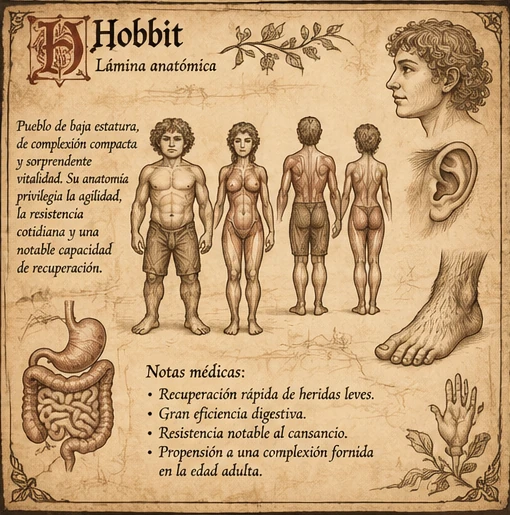 H Hobbit
Lámina anatómica
Pueblo de baja estatura,
de complexión compacta
y sorprendente
vitalidad. Su anatomía
privilegia la agilidad,
la resistencia
cotidiana y una
notable capacidad
de recuperación.
Notas médicas:
• Recuperación rápida de heridas leves.
• Gran eficiencia digestiva.
• Resistencia notable al cansancio.
• Propensión a una complexión fornida
en la edad adulta.